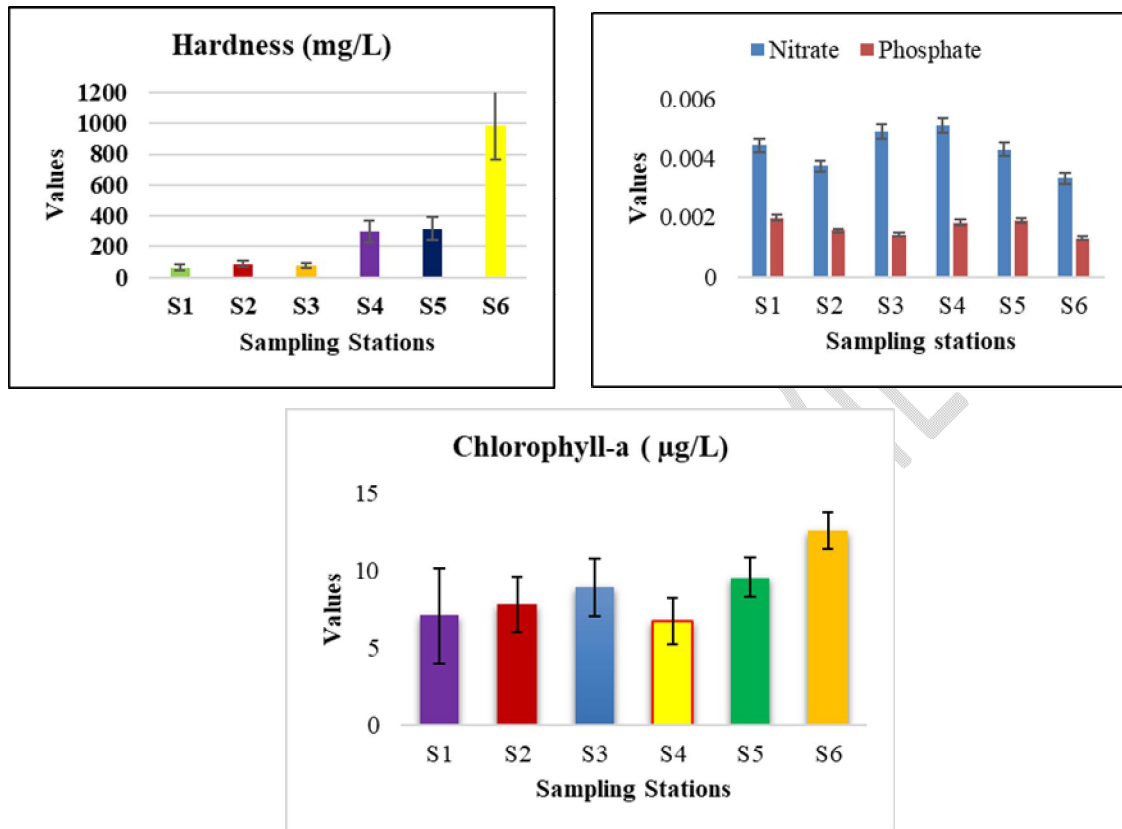 Hardness (mg/L)
1200
1000
800
600
400
200
0
Values
S1 S2 S3 S4 S5 S6
Sampling Stations
Nitrate Phosphate
0.006
0.004
0.002
0
Values
S1 S2 S3 S4 S5 S6
Sampling stations
Chlorophyll-a ( µg/L)
15
10
5
0
Values
S1 S2 S3 S4 S5 S6
Sampling Stations